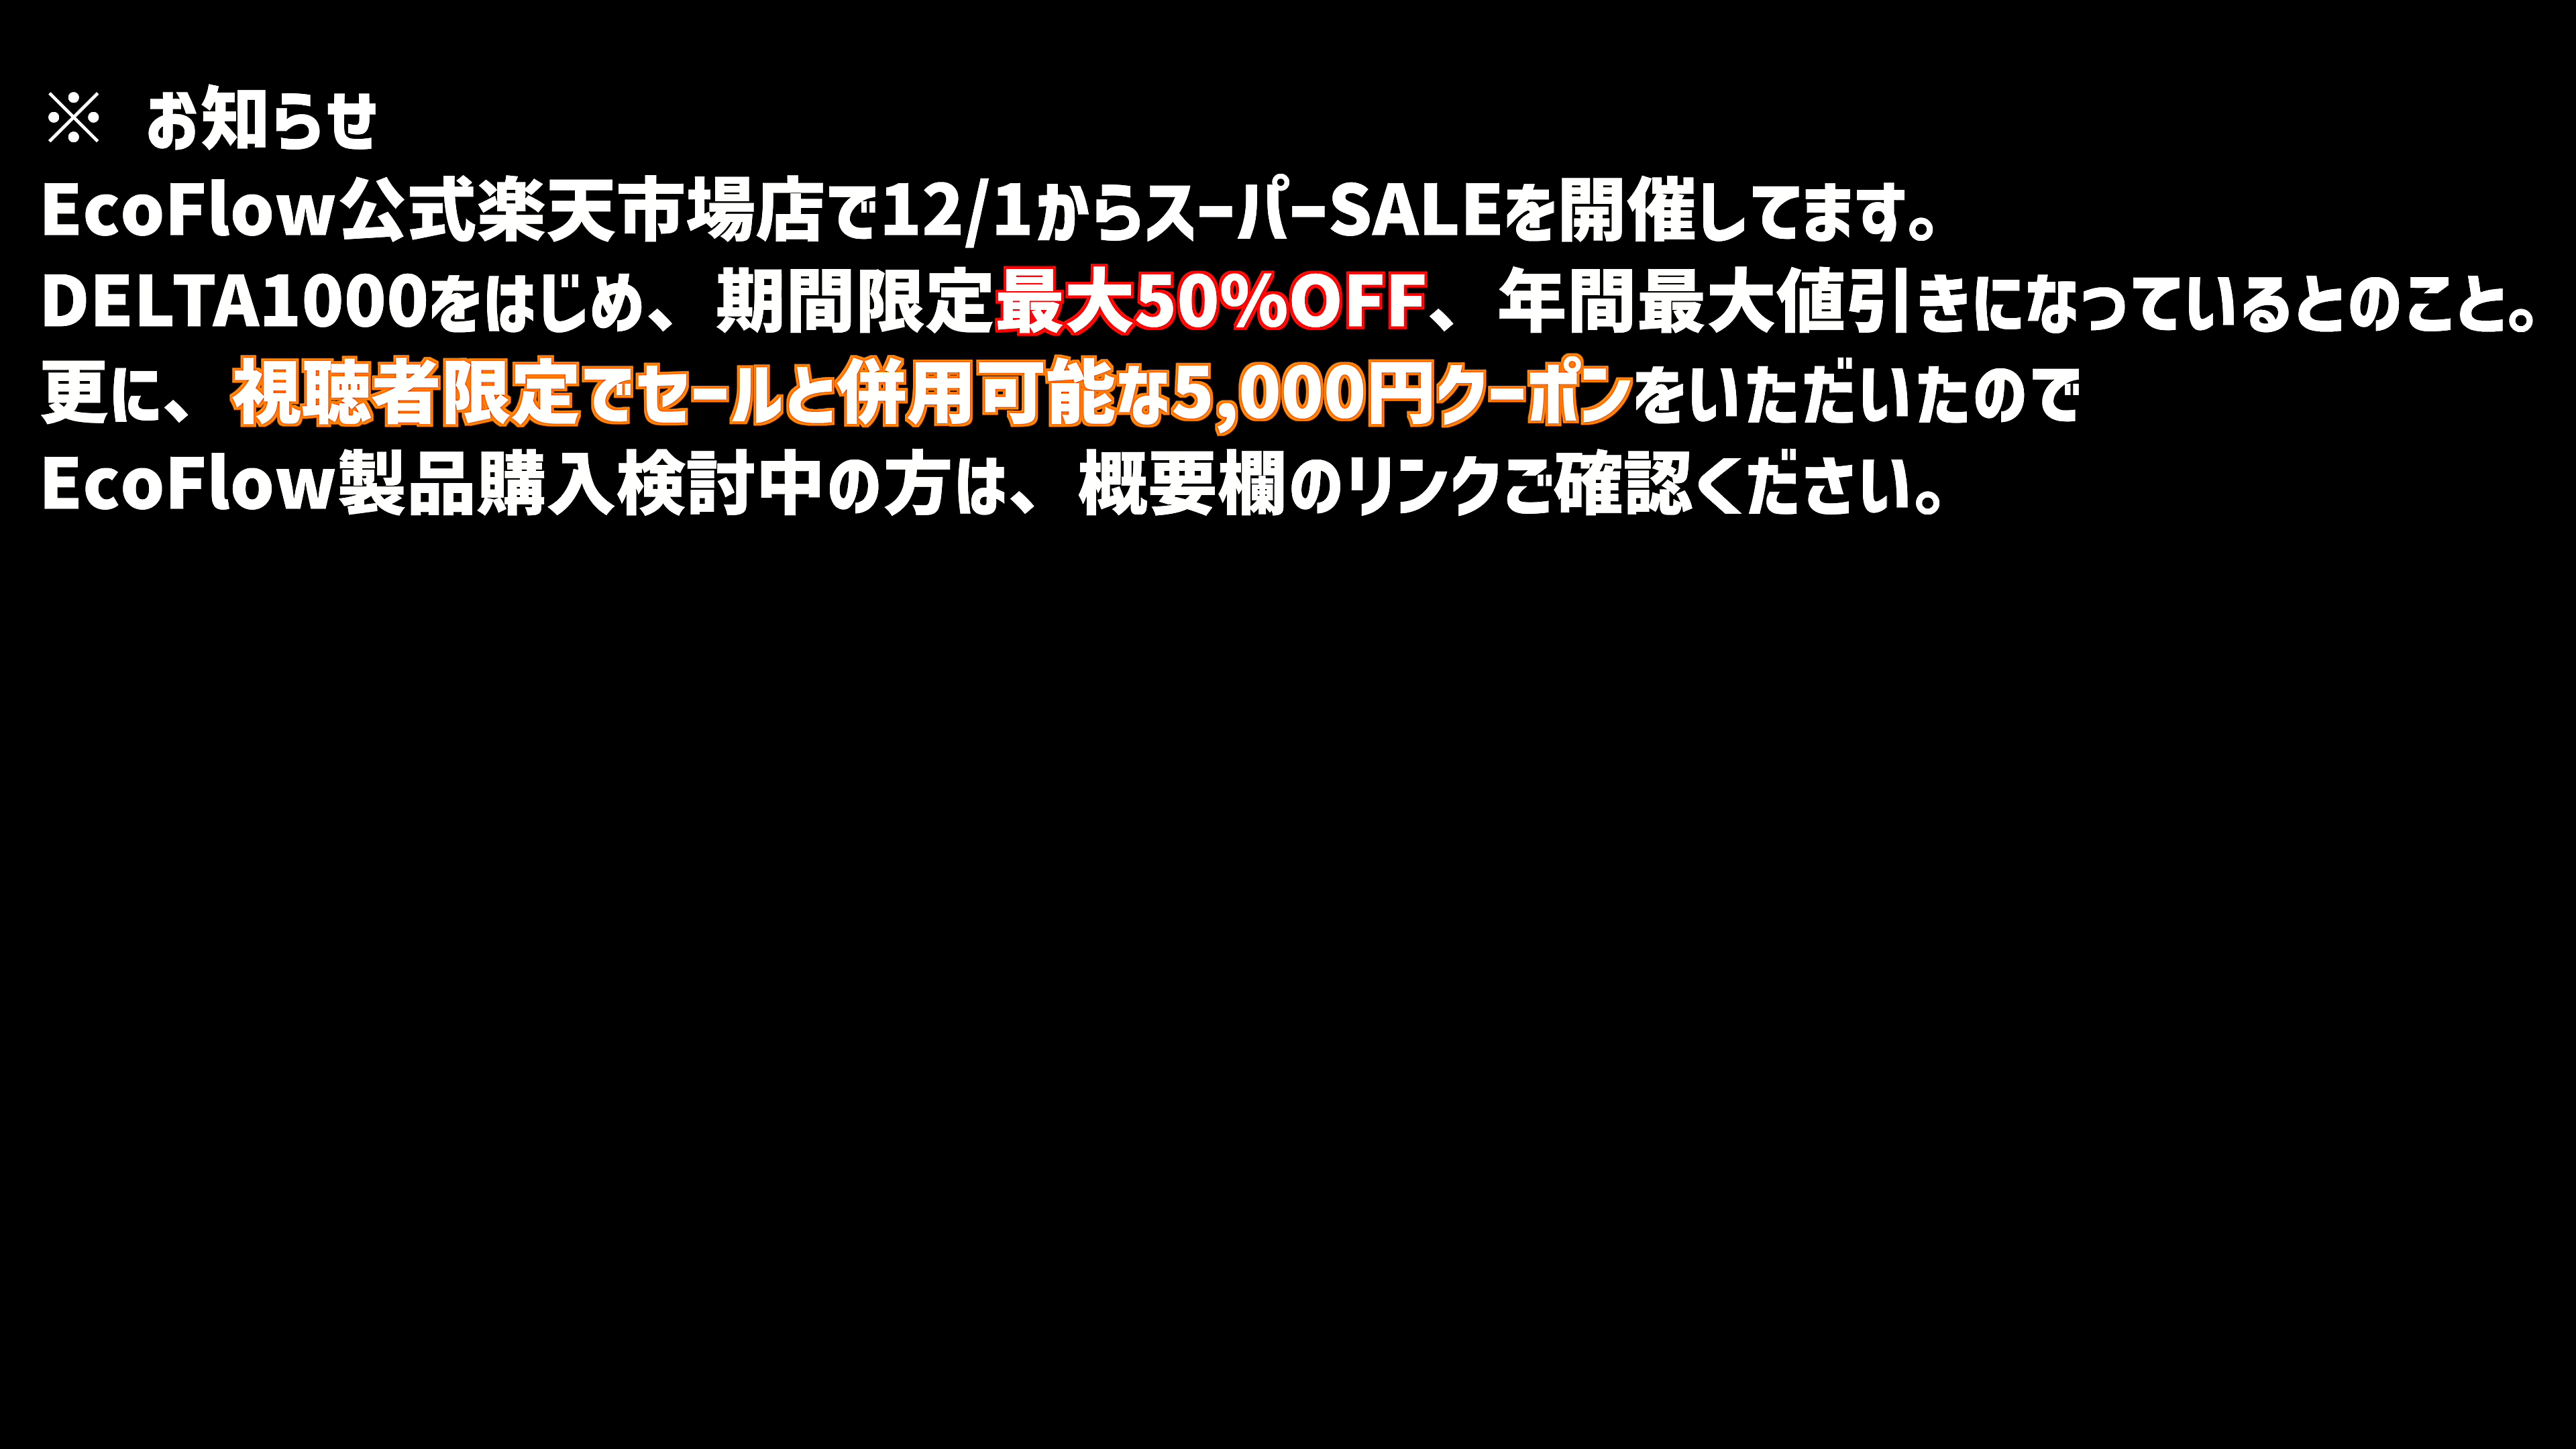 ※ お知らせ
EcoFlow公式楽天市場店で12/1からスーパーSALEを開催してます。
DELTA1000をはじめ、期間限定最大50%OFF、年間最大値引きになっているとのこと。
更に、視聴者限定でセールと併用可能な5,000円クーポンをいただいたので
EcoFlow製品購入検討中の方は、概要欄のリンクご確認ください。